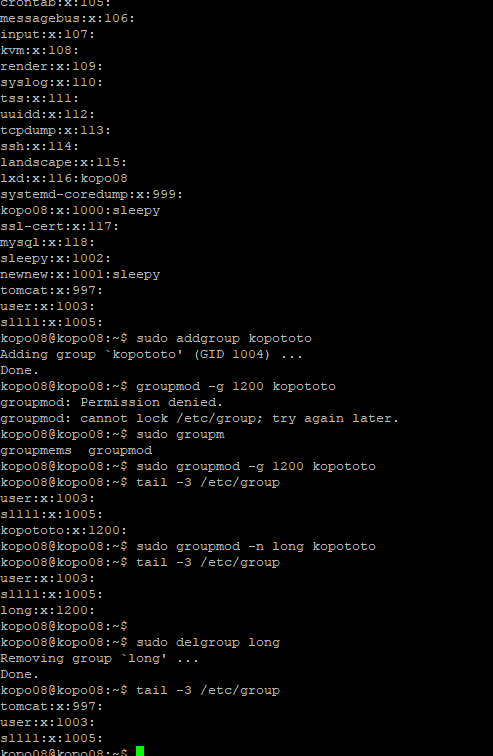 crontab:x:105:
messagebus:x:106:
input:x:107:
kvm:x:108:
render:x:109:
syslog:x:110:
tss:x:111:
uuidd:x:112:
tcpdump:x:113:
ssh:x:114:
landscape:x:115:
lxd:x:116:kopo08
systemd-coredump:x:999:
kopo08:x:1000:sleepy
ssl-cert:x:117:
mysql:x:118:
sleepy:x:1002:
newnew:x:1001:sleepy
tomcat:x:997:
user:x:1003:
s1111:x:1005:
kopo08@kopo08:~$ sudo addgroup kopototo
Adding group `kopototo' (GID 1004) ...
Done.
kopo08@kopo08:~$ groupmod -g 1200 kopototo
groupmod: Permission denied.
groupmod: cannot lock /etc/group; try again later.
kopo08@kopo08:~$ sudo groupm
groupmems  groupmod
kopo08@kopo08:~$ sudo groupmod -g 1200 kopototo
kopo08@kopo08:~$ tail -3 /etc/group
user:x:1003:
s1111:x:1005:
kopototo:x:1200:
kopo08@kopo08:~$ sudo groupmod -n long kopototo
kopo08@kopo08:~$ tail -3 /etc/group
user:x:1003:
s1111:x:1005:
long:x:1200:
kopo08@kopo08:~$
kopo08@kopo08:~$ sudo delgroup long
Removing group `long' ...
Done.
kopo08@kopo08:~$ tail -3 /etc/group
tomcat:x:997:
user:x:1003:
s1111:x:1005:
kopo08@kopo08:~$